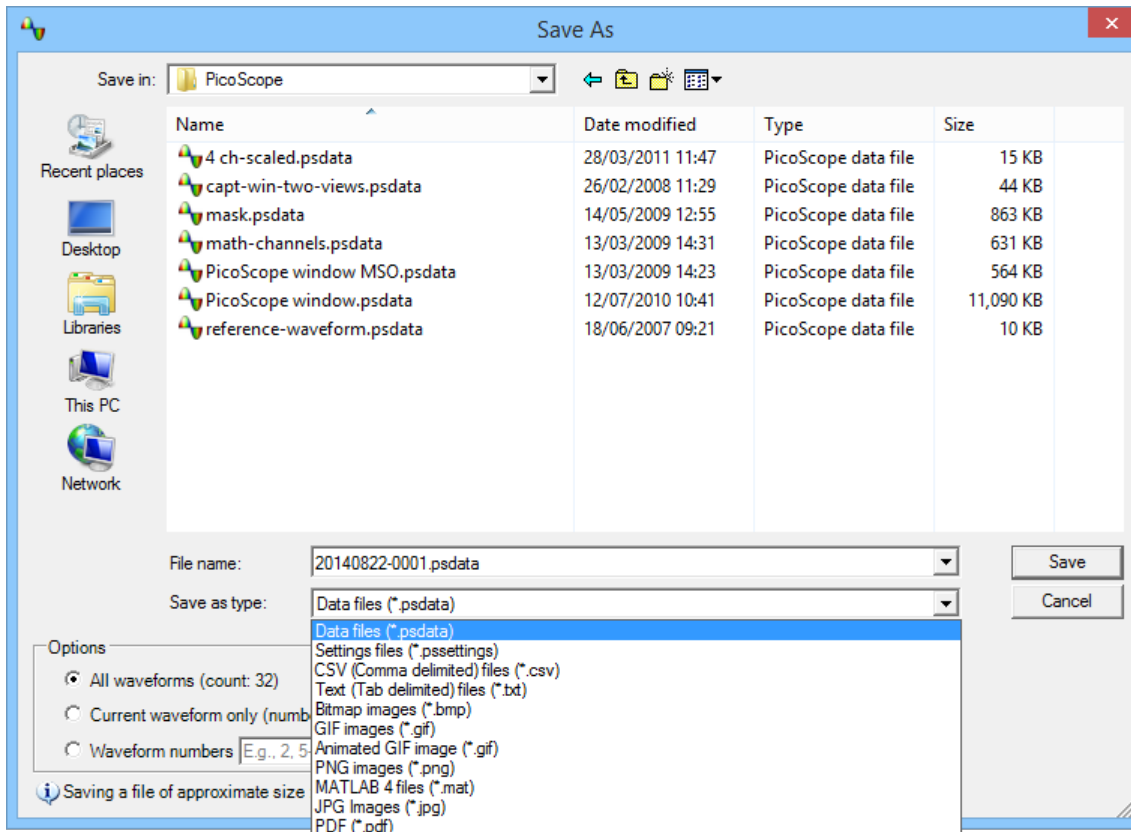 Save As
Save in: PicoScope
Name Date modified Type Size
Recent places
Desktop
Libraries
This PC
Network
4 ch-scaled.psdata 28/03/2011 11:47 PicoScope data file 15 KB
capt-win-two-views.psdata 26/02/2008 11:29 PicoScope data file 44 KB
mask.psdata 14/05/2009 12:55 PicoScope data file 863 KB
math-channels.psdata 13/03/2009 14:31 PicoScope data file 631 KB
PicoScope window MSO.psdata 13/03/2009 14:23 PicoScope data file 564 KB
PicoScope window.psdata 12/07/2010 10:41 PicoScope data file 11,090 KB
reference-waveform.psdata 18/06/2007 09:21 PicoScope data file 10 KB
File name: 20140822-0001.psdata Save
Save as type: Data files (*.psdata) Cancel
Data files (*.psdata)
Settings files (*.pssettings)
CSV (Comma delimited) files (*.csv)
Text (Tab delimited) files (*.txt)
Bitmap images (*.bmp)
GIF images (*.gif)
Animated GIF image (*.gif)
PNG images (*.png)
MATLAB 4 files (*.mat)
JPG Images (*.jpg)
PDF (*.pdf)
Options
All waveforms (count: 32)
Current waveform only (numb
Waveform numbers E.g., 2, 5-
Saving a file of approximate size